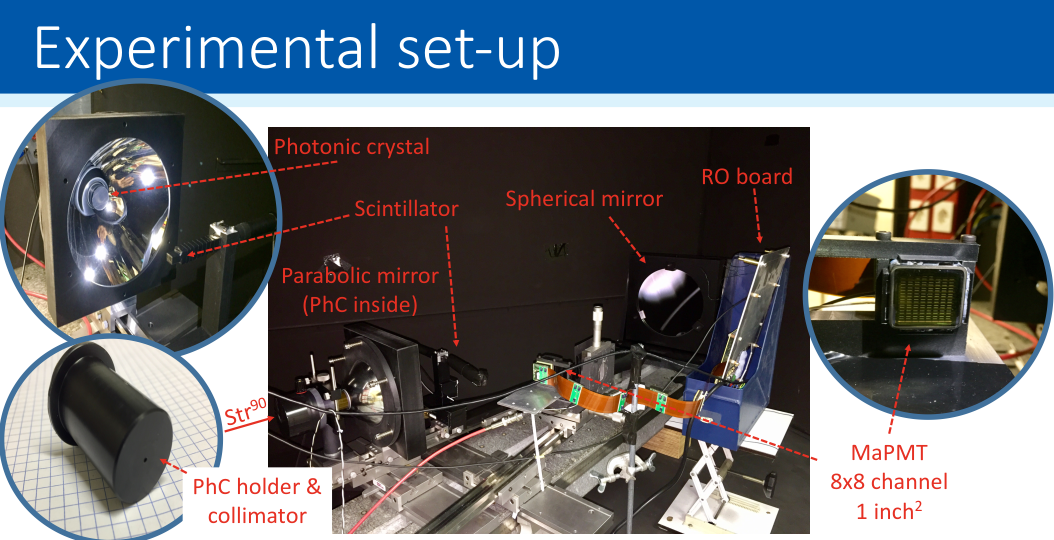 Experimental set-up
Photonic crystal
Scintillator
Parabolic mirror
(PhC inside)
Spherical mirror
RO board
Str⁹⁰
PhC holder &
collimator
MaPMT
8x8 channel
1 inch²